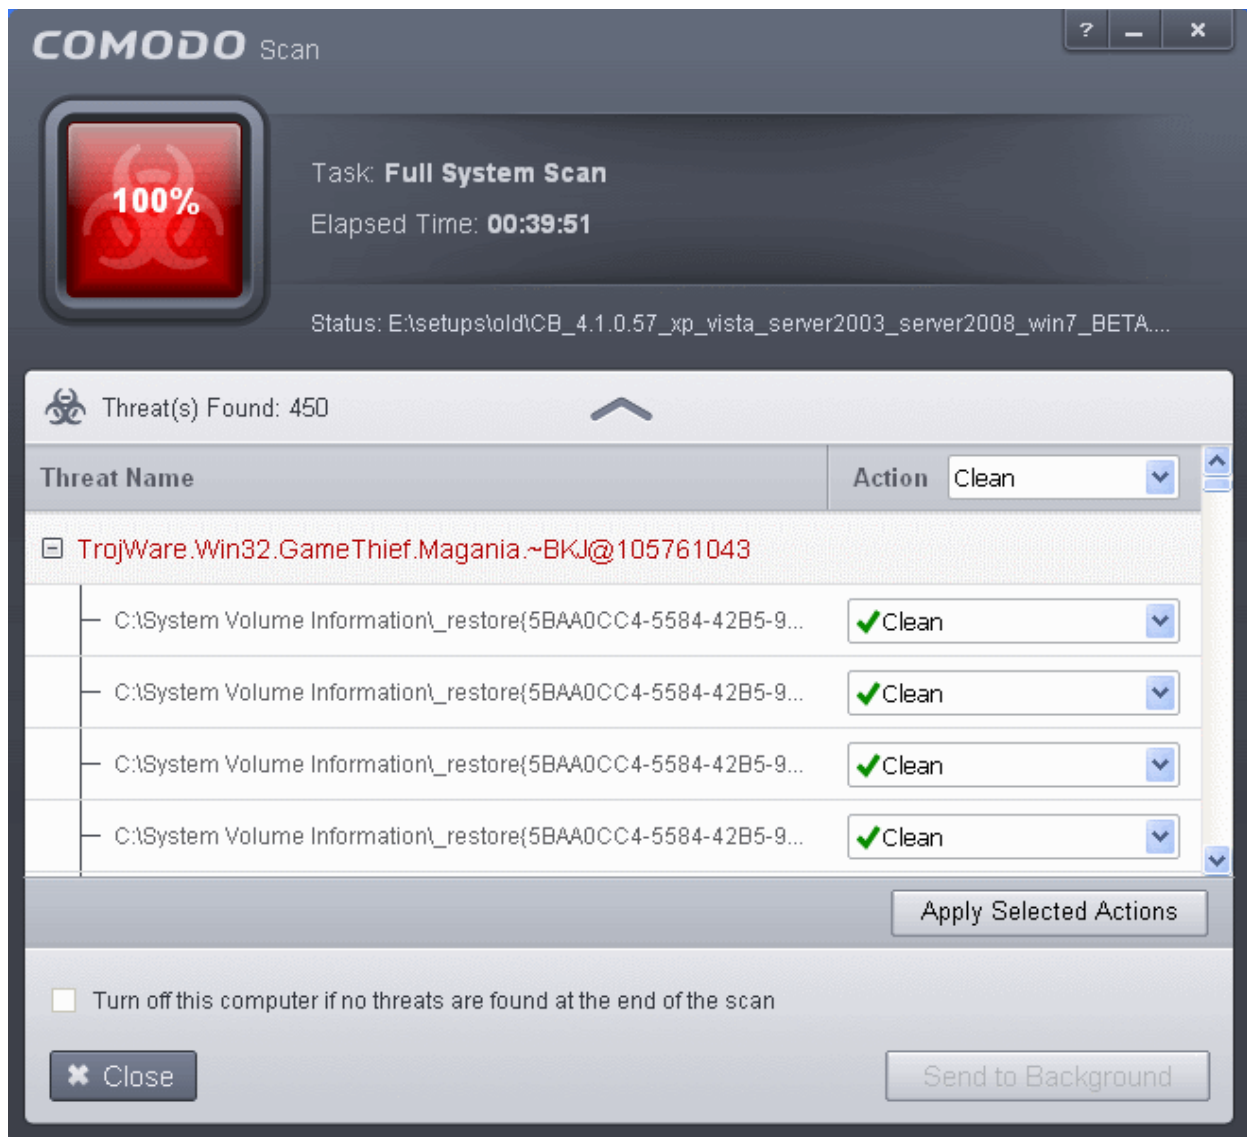 COMODO Scan
?
100%
Task: Full System Scan
Elapsed Time: 00:39:51
Status: E:\setups\old\CB_4.1.0.57_xp_vista_server2003_server2008_win7_BETA....
Threat(s) Found: 450
Threat Name Action Clean
TrojWare.Win32.GameThief.Magania.~BKJ@105761043
C:\System Volume Information\_restore{5BAA0CC4-5584-42B5-9... Clean
C:\System Volume Information\_restore{5BAA0CC4-5584-42B5-9... Clean
C:\System Volume Information\_restore{5BAA0CC4-5584-42B5-9... Clean
C:\System Volume Information\_restore{5BAA0CC4-5584-42B5-9... Clean
Apply Selected Actions
Turn off this computer if no threats are found at the end of the scan
Close Send to Background